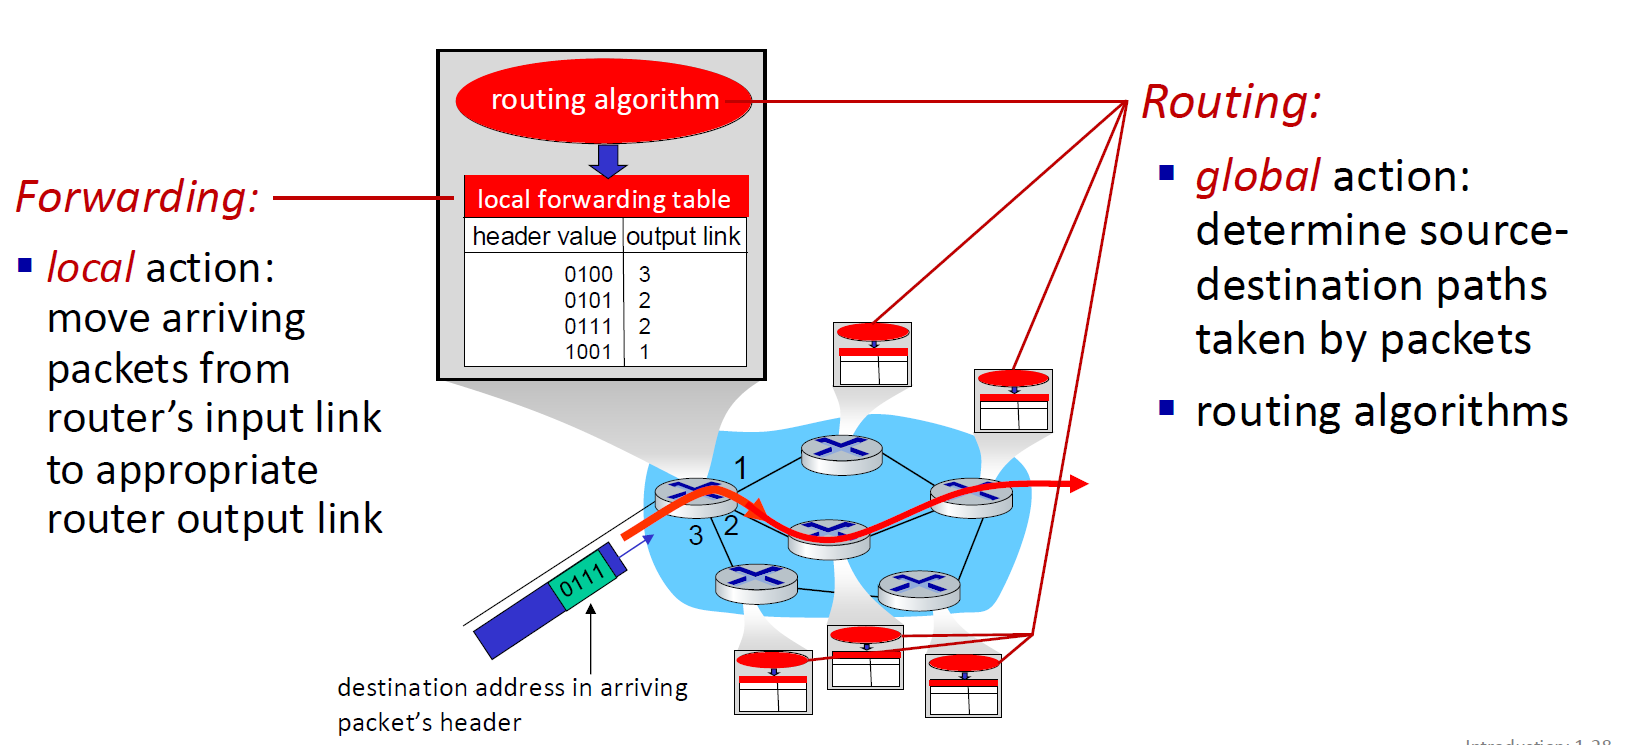 routing algorithm
local forwarding table
header value output link
0100 3
0101 2
0111 2
1001 1
Forwarding:
local action:
move arriving
packets from
router's input link
to appropriate
router output link
Routing:
global action:
determine source-
destination paths
taken by packets
routing algorithms
1
2
3
0111
destination address in arriving
packet's header